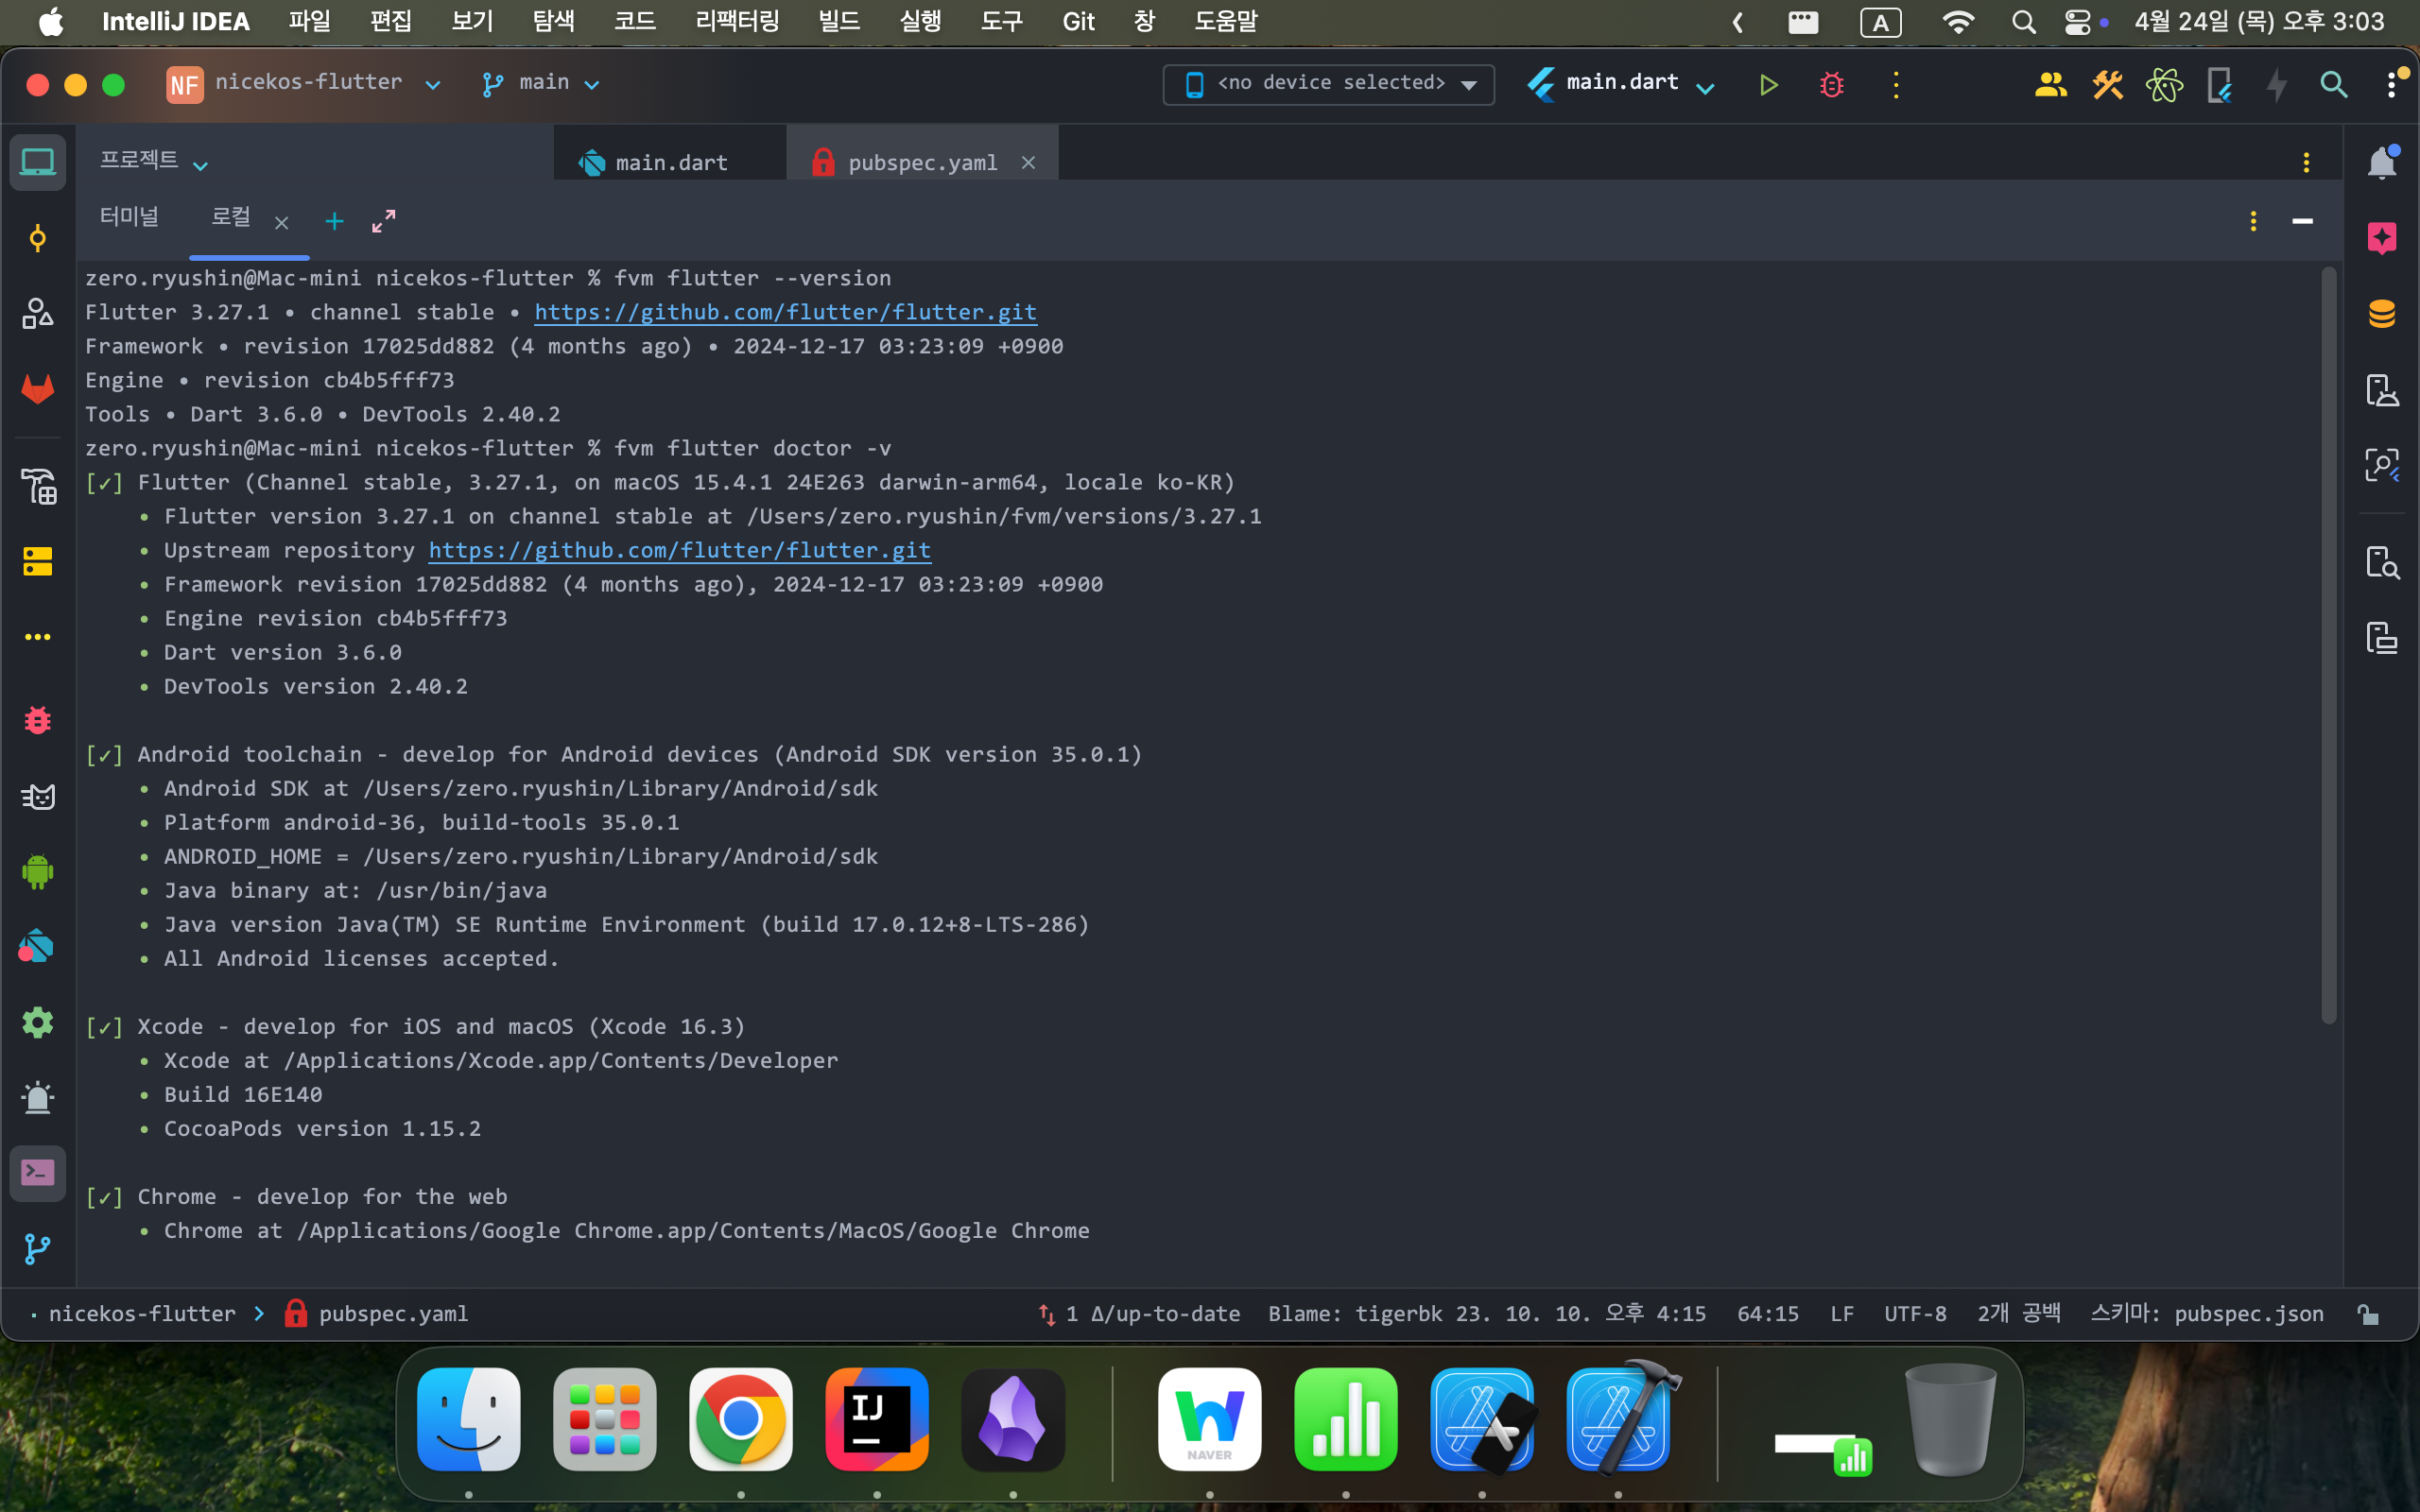 IntelliJ IDEA 파일 편집 보기 탐색 코드 리팩터링 빌드 실행 도구 Git 창 도움말 A 4월 24일 (목) 오후 3:03
NF nicekos-flutter main <no device selected> main.dart
프로젝트 main.dart pubspec.yaml
터미널 로컬
zero.ryushin@Mac-mini nicekos-flutter % fvm flutter --version
Flutter 3.27.1 • channel stable • https://github.com/flutter/flutter.git
Framework • revision 17025dd882 (4 months ago) • 2024-12-17 03:23:09 +0900
Engine • revision cb4b5fff73
Tools • Dart 3.6.0 • DevTools 2.40.2
zero.ryushin@Mac-mini nicekos-flutter % fvm flutter doctor -v
[✓] Flutter (Channel stable, 3.27.1, on macOS 15.4.1 24E263 darwin-arm64, locale ko-KR)
• Flutter version 3.27.1 on channel stable at /Users/zero.ryushin/fvm/versions/3.27.1
• Upstream repository https://github.com/flutter/flutter.git
• Framework revision 17025dd882 (4 months ago), 2024-12-17 03:23:09 +0900
• Engine revision cb4b5fff73
• Dart version 3.6.0
• DevTools version 2.40.2
[✓] Android toolchain - develop for Android devices (Android SDK version 35.0.1)
• Android SDK at /Users/zero.ryushin/Library/Android/sdk
• Platform android-36, build-tools 35.0.1
• ANDROID_HOME = /Users/zero.ryushin/Library/Android/sdk
• Java binary at: /usr/bin/java
• Java version Java(TM) SE Runtime Environment (build 17.0.12+8-LTS-286)
• All Android licenses accepted.
[✓] Xcode - develop for iOS and macOS (Xcode 16.3)
• Xcode at /Applications/Xcode.app/Contents/Developer
• Build 16E140
• CocoaPods version 1.15.2
[✓] Chrome - develop for the web
• Chrome at /Applications/Google Chrome.app/Contents/MacOS/Google Chrome
nicekos-flutter > pubspec.yaml 1 Δ/up-to-date Blame: tigerbk 23. 10. 10. 오후 4:15 64:15 LF UTF-8 2개 공백 스키마: pubspec.json
IJ
NAVER